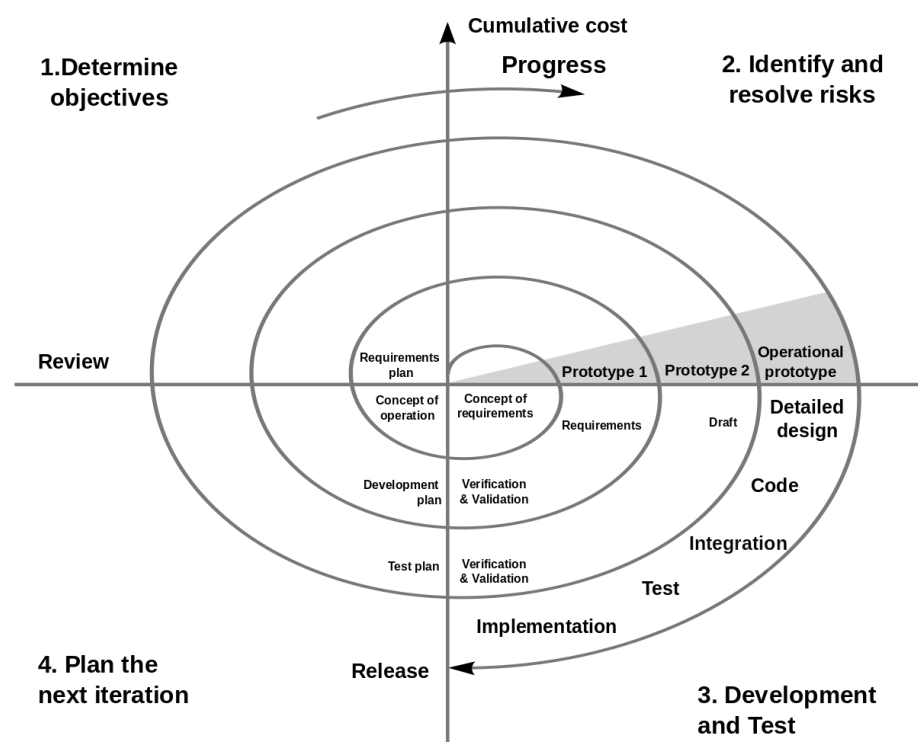 Cumulative cost
Progress
1.Determine
objectives
2. Identify and
resolve risks
Review
Requirements
plan
Prototype 1
Prototype 2
Operational
prototype
Concept of
operation
Concept of
requirements
Requirements
Draft
Detailed
design
Development
plan
Verification
& Validation
Code
Integration
Test plan
Verification
& Validation
Test
Implementation
Release
4. Plan the
next iteration
3. Development
and Test